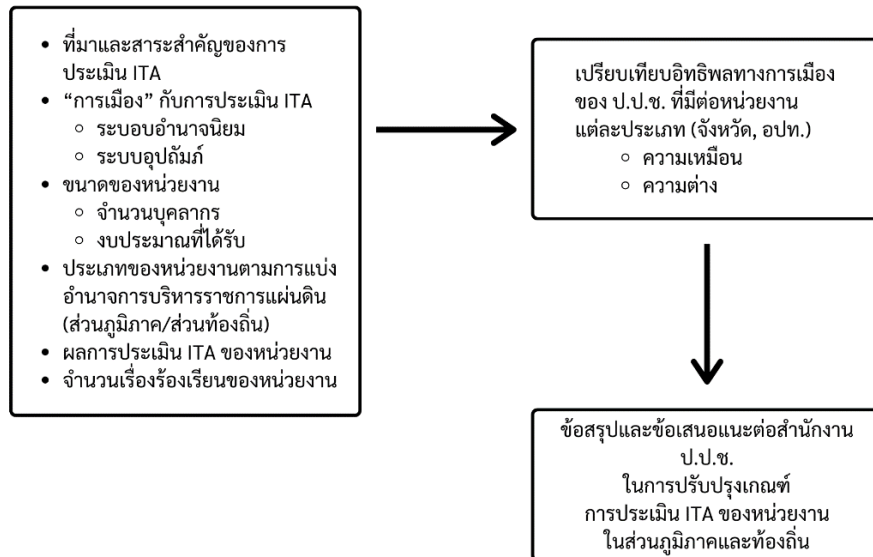 • ที่มาและสาระสำคัญของการ
ประเมิน ITA
• “การเมือง” กับการประเมิน ITA
○ ระบอบอำนาจนิยม
○ ระบบอุปถัมภ์
• ขนาดของหน่วยงาน
○ จำนวนบุคลากร
○ งบประมาณที่ได้รับ
• ประเภทของหน่วยงานตามการแบ่ง
อำนาจการบริหารราชการแผ่นดิน
(ส่วนภูมิภาค/ส่วนท้องถิ่น)
• ผลการประเมิน ITA ของหน่วยงาน
• จำนวนเรื่องร้องเรียนของหน่วยงาน
เปรียบเทียบอิทธิพลทางการเมือง
ของ ป.ป.ช. ที่มีต่อหน่วยงาน
แต่ละประเภท (จังหวัด, อปท.)
○ ความเหมือน
○ ความต่าง
ข้อสรุปและข้อเสนอแนะต่อสำนักงาน
ป.ป.ช.
ในการปรับปรุงเกณฑ์
การประเมิน ITA ของหน่วยงาน
ในส่วนภูมิภาคและท้องถิ่น